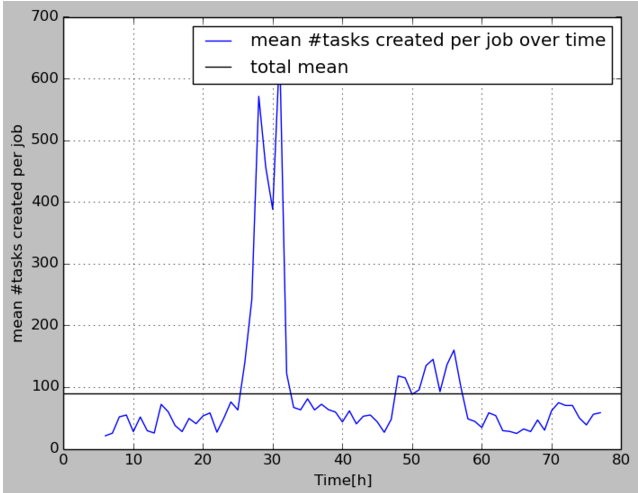 700
600
500
400
300
200
100
0
mean #tasks created per job
mean #tasks created per job over time
total mean
0 10 20 30 40 50 60 70 80
Time[h]